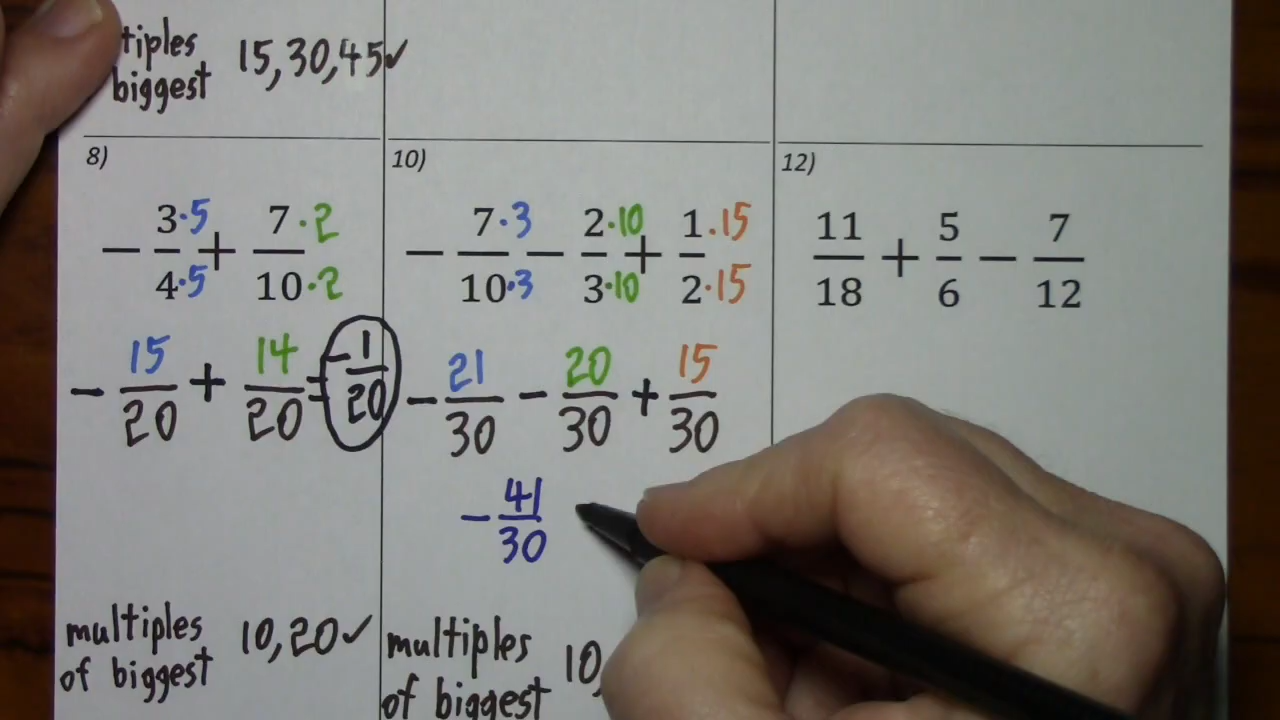 tiples 15,30,45✓
biggest
8)
-3·5/4·5 + 7·2/10·2
-15/20 + 14/20 = -1/20
multiples 10,20✓
of biggest
10)
-7·3/10·3 - 2·10/3·10 + 1·15/2·15
-21/30 - 20/30 + 15/30
-41/30
multiples 10,
of biggest
12)
11/18 + 5/6 - 7/12